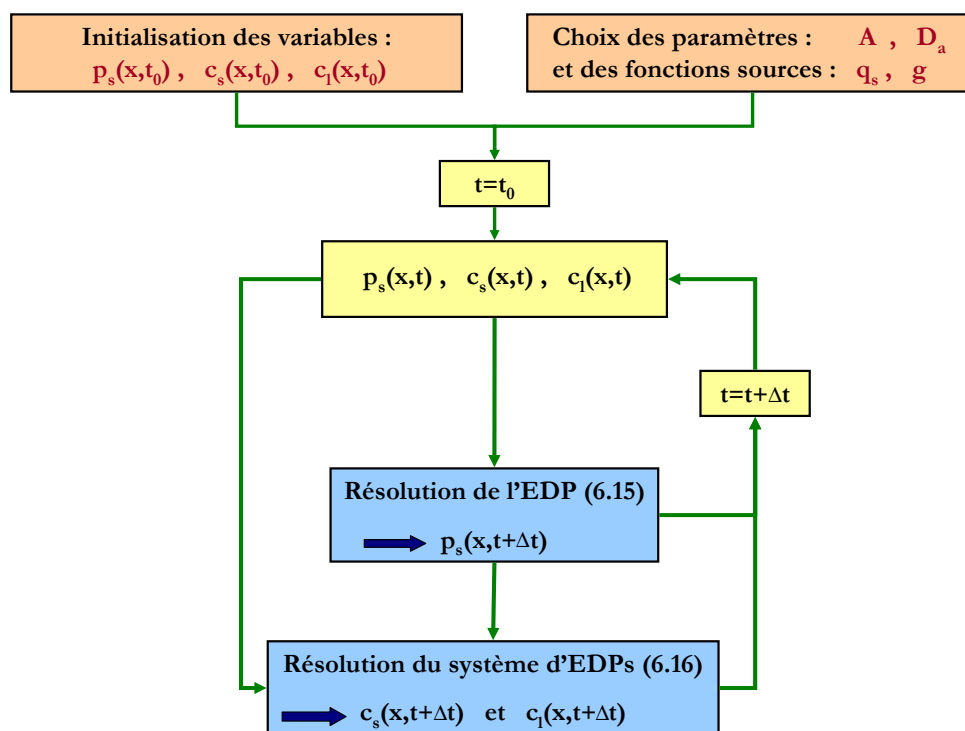 Initialisation des variables :
pₛ(x,t₀) , cₛ(x,t₀) , cₗ(x,t₀)
Choix des paramètres : A , Dₐ
et des fonctions sources : qₛ , g
t=t₀
pₛ(x,t) , cₛ(x,t) , cₗ(x,t)
t=t+Δt
Résolution de l’EDP (6.15)
pₛ(x,t+Δt)
Résolution du système d’EDPs (6.16)
cₛ(x,t+Δt) et cₗ(x,t+Δt)